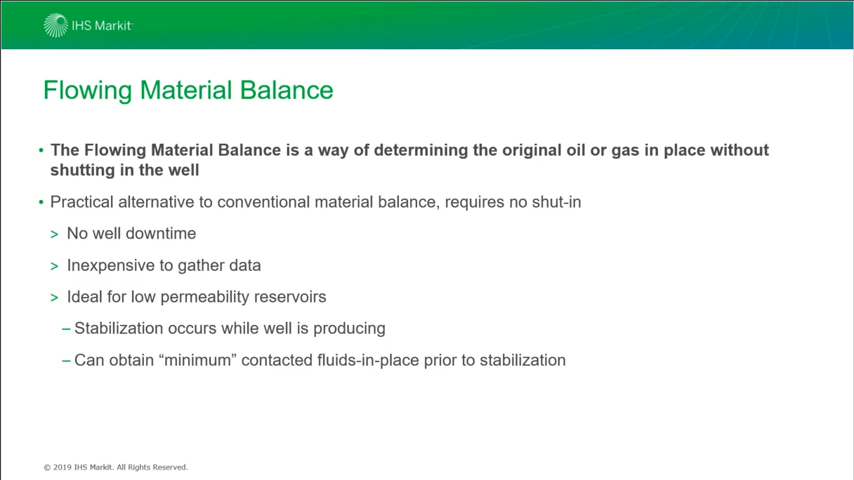 IHS Markit
Flowing Material Balance
• The Flowing Material Balance is a way of determining the original oil or gas in place without
shutting in the well
• Practical alternative to conventional material balance, requires no shut-in
> No well downtime
> Inexpensive to gather data
> Ideal for low permeability reservoirs
– Stabilization occurs while well is producing
– Can obtain “minimum” contacted fluids-in-place prior to stabilization
© 2019 IHS Markit. All Rights Reserved.